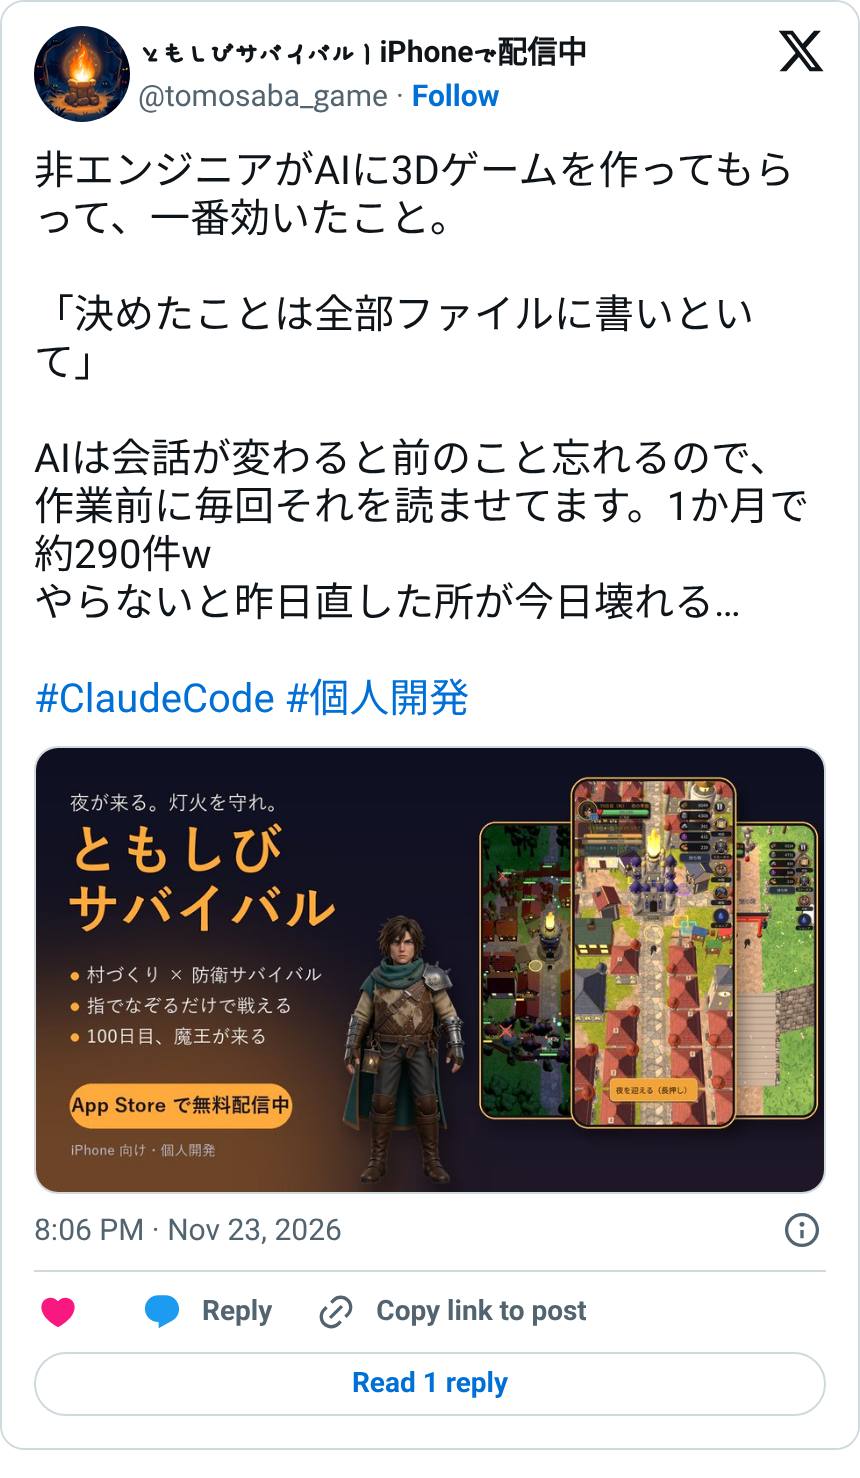 ともしびサバイバル | iPhoneで配信中
@tomosaba_game · Follow
非エンジニアがAIに3Dゲームを作ってもら
って、一番効いたこと。
「決めたことは全部ファイルに書いとい
て」
AIは会話が変わると前のこと忘れるので、
作業前に毎回それを読ませてます。1か月で
約290件w
やらないと昨日直した所が今日壊れる…
#ClaudeCode #個人開発
夜が来る。灯火を守れ。
ともしび
サバイバル
• 村づくり × 防衛サバイバル
• 指でなぞるだけで戦える
• 100日目、魔王が来る
App Store で無料配信中
iPhone 向け・個人開発
夜を迎える（長押し）
8:06 PM · Nov 23, 2026
Reply
Copy link to post
Read 1 reply